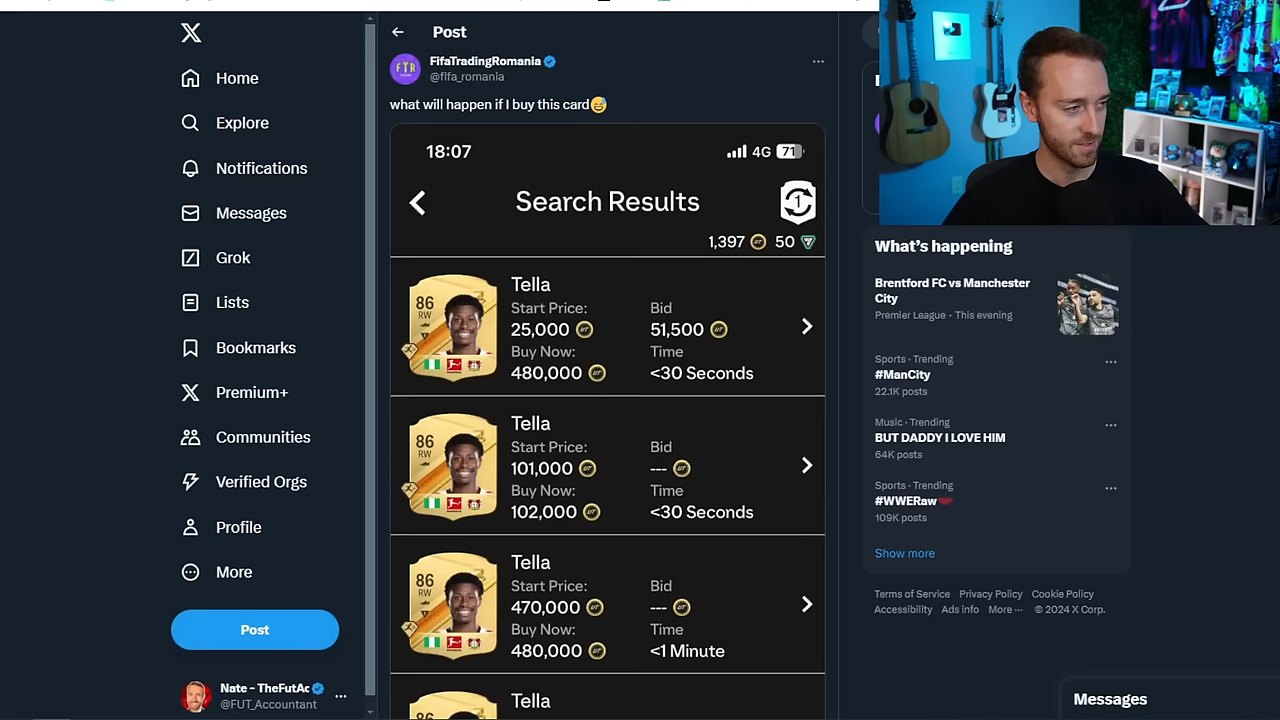 Home
Explore
Notifications
Messages
Grok
Lists
Bookmarks
Premium+
Communities
Verified Orgs
Profile
More
Post
Nate - TheFutAc
@FUT_Accountant
Post
FTR
FifaTradingRomania
@fifa_romania
what will happen if I buy this card😅
18:07
4G 71
Search Results
1
1,397 50
86
RW
Tella
Start Price: Bid
25,000 51,500
Buy Now: Time
480,000 <30 Seconds
86
RW
Tella
Start Price: Bid
101,000 ---
Buy Now: Time
102,000 <30 Seconds
86
RW
Tella
Start Price: Bid
470,000 ---
Buy Now: Time
480,000 <1 Minute
86
Tella
What's happening
Brentford FC vs Manchester
City
Premier League · This evening
Sports · Trending
#ManCity
22.1K posts
Music · Trending
BUT DADDY I LOVE HIM
64K posts
Sports · Trending
#WWERaw
109K posts
Show more
Terms of Service Privacy Policy Cookie Policy
Accessibility Ads info More ··· © 2024 X Corp.
Messages